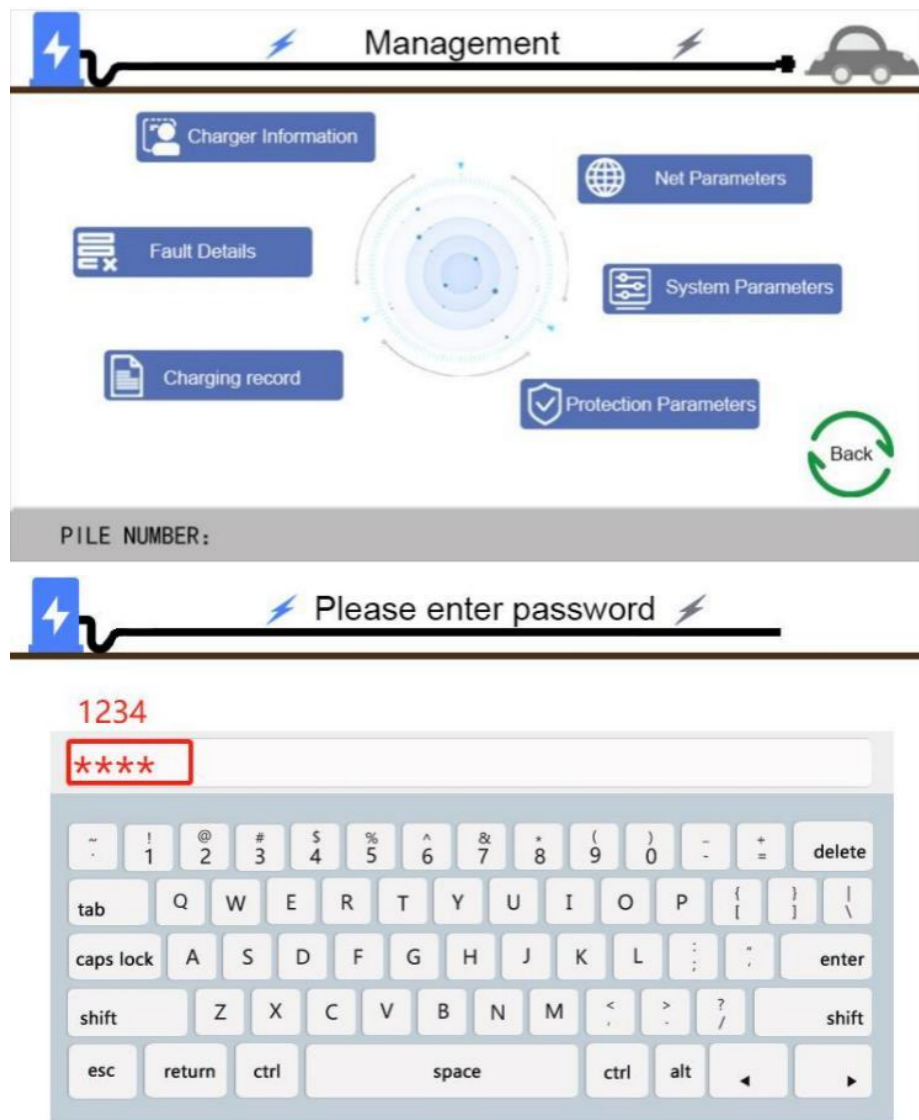 Management
Charger Information
Net Parameters
Fault Details
System Parameters
Charging record
Protection Parameters
Back
PILE NUMBER:
Please enter password
1234
****
~ ! @ # $ % ^ & * ( ) _ +
. 1 2 3 4 5 6 7 8 9 0 - = delete
tab Q W E R T Y U I O P { [ } ] | \
caps lock A S D F G H J K L : ; " ' enter
shift Z X C V B N M < , > . ? / shift
esc return ctrl space ctrl alt ◀ ▶